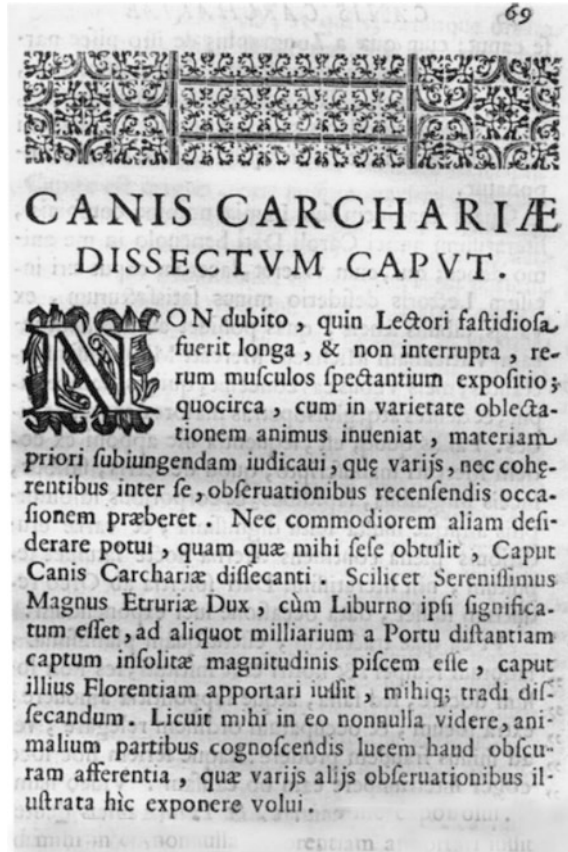 69
CANIS CARCHARIÆ
DISSECTVM CAPVT.
NON dubito, quin Lectori faſtidioſa
fuerit longa, & non interrupta, re-
rum muſculos ſpectantium expoſitio;
quocirca, cum in varietate oblecta-
tionem animus inueniat, materiam
priori ſubiungendam iudicaui, quę varijs, nec cohę-
rentibus inter ſe, obſeruationibus recenſendis occa-
ſionem præberet. Nec commodiorem aliam deſi-
derare potui, quam quæ mihi ſeſe obtulit, Caput
Canis Carchariæ diſſecanti. Scilicet Sereniſſimus
Magnus Etruriæ Dux, cùm Liburno ipſi ſignifica-
tum eſſet, ad aliquot milliarium a Portu diſtantiam
captum inſolitæ magnitudinis piſcem eſſe, caput
illius Florentiam apportari iuſſit, mihiq; tradi diſ-
ſecandum. Licuit mihi in eo nonnulla videre, ani-
malium partibus cognoſcendis lucem haud obſcu-
ram afferentia, quæ varijs alijs obſeruationibus il-
uſtrata hìc exponere volui.